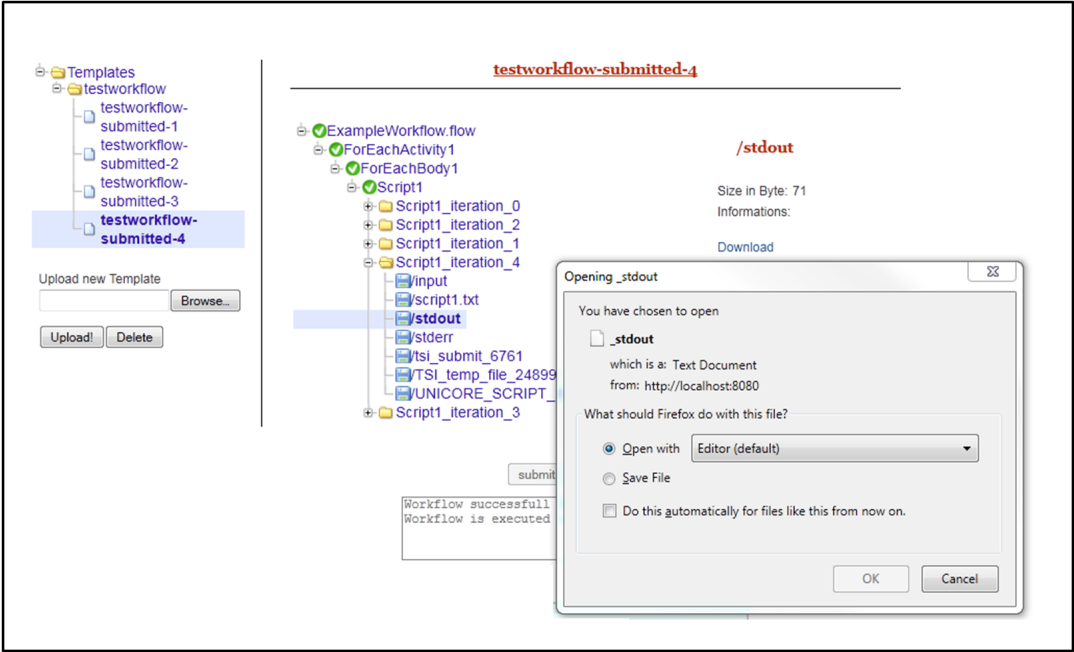 Templates
testworkflow
testworkflow-
submitted-1
testworkflow-
submitted-2
testworkflow-
submitted-3
testworkflow-
submitted-4
Upload new Template
Browse...
Upload!
Delete
testworkflow-submitted-4
ExampleWorkflow.flow
ForEachActivity1
ForEachBody1
Script1
Script1_iteration_0
Script1_iteration_2
Script1_iteration_1
Script1_iteration_4
/input
/script1.txt
/stdout
/stderr
/tsi_submit_6761
/TSI_temp_file_24899
/UNICORE_SCRIPT_
Script1_iteration_3
submit
Workflow successfull
Workflow is executed
/stdout
Size in Byte: 71
Informations:
Download
Opening _stdout
You have chosen to open
_stdout
which is a: Text Document
from: http://localhost:8080
What should Firefox do with this file?
Open with
Editor (default)
Save File
Do this automatically for files like this from now on.
OK
Cancel